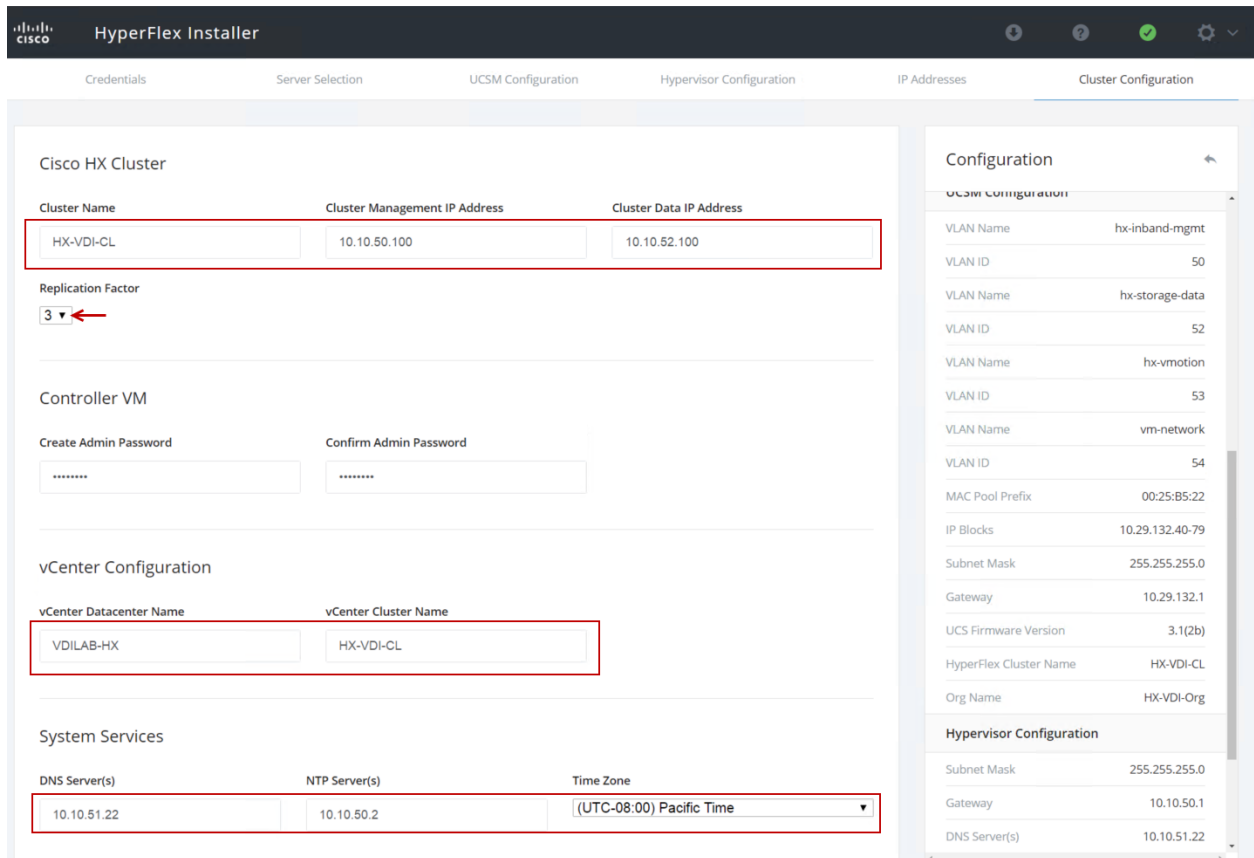 cisco HyperFlex Installer
Credentials Server Selection UCSM Configuration Hypervisor Configuration IP Addresses Cluster Configuration
Cisco HX Cluster
Cluster Name Cluster Management IP Address Cluster Data IP Address
HX-VDI-CL 10.10.50.100 10.10.52.100
Replication Factor
3
Controller VM
Create Admin Password Confirm Admin Password
•••••••• ••••••••
vCenter Configuration
vCenter Datacenter Name vCenter Cluster Name
VDILAB-HX HX-VDI-CL
System Services
DNS Server(s) NTP Server(s) Time Zone
10.10.51.22 10.10.50.2 (UTC-08:00) Pacific Time
Configuration
UCSM Configuration
VLAN Name hx-inband-mgmt
VLAN ID 50
VLAN Name hx-storage-data
VLAN ID 52
VLAN Name hx-vmotion
VLAN ID 53
VLAN Name vm-network
VLAN ID 54
MAC Pool Prefix 00:25:B5:22
IP Blocks 10.29.132.40-79
Subnet Mask 255.255.255.0
Gateway 10.29.132.1
UCS Firmware Version 3.1(2b)
HyperFlex Cluster Name HX-VDI-CL
Org Name HX-VDI-Org
Hypervisor Configuration
Subnet Mask 255.255.255.0
Gateway 10.10.50.1
DNS Server(s) 10.10.51.22